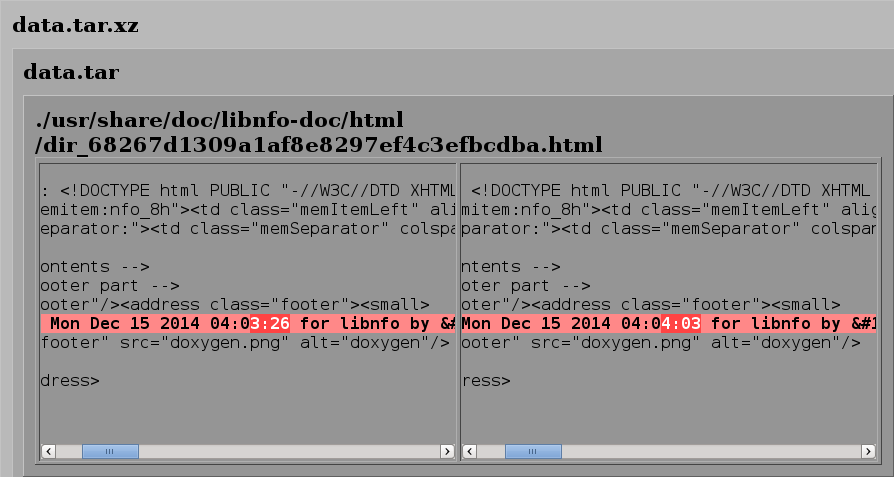 data.tar.xz
data.tar
./usr/share/doc/libnfo-doc/html
/dir_68267d1309a1af8e8297ef4c3efbcdba.html
: <!DOCTYPE html PUBLIC "-//W3C//DTD XHTML
emitem:nfo_8h"><td class="memItemLeft" ali
eparator:"><td class="memSeparator" colspa
ontents -->
ooter part -->
ooter"/><address class="footer"><small>
Mon Dec 15 2014 04:03:26 for libnfo by &#
footer" src="doxygen.png" alt="doxygen"/>
dress>
<!DOCTYPE html PUBLIC "-//W3C//DTD XHTML
mitem:nfo_8h"><td class="memItemLeft" alig
parator:"><td class="memSeparator" colspan
ntents -->
oter part -->
oter"/><address class="footer"><small>
Mon Dec 15 2014 04:04:03 for libnfo by &#1
ooter" src="doxygen.png" alt="doxygen"/>
ress>